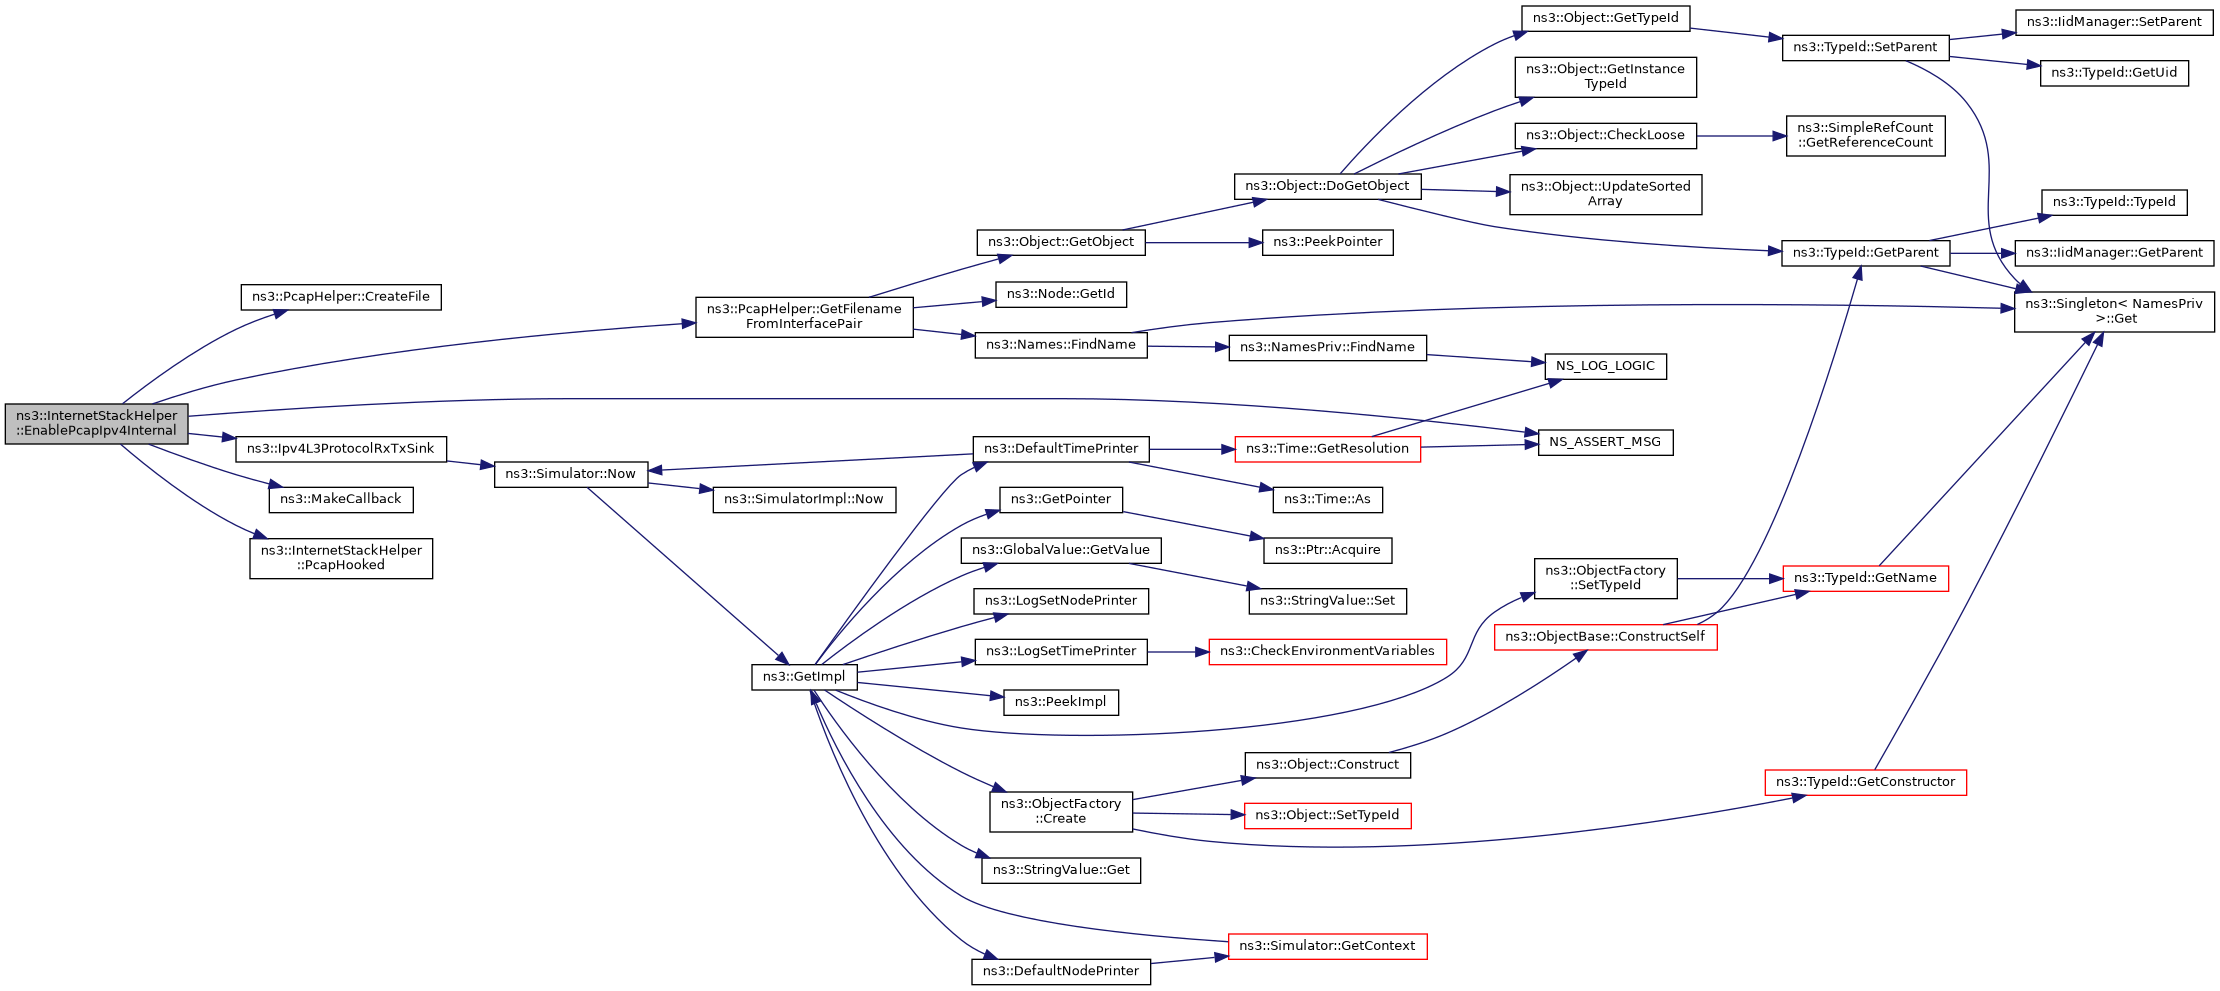 ns3::InternetStackHelper
::EnablePcapIpv4Internal
ns3::PcapHelper::CreateFile
ns3::PcapHelper::GetFilename
FromInterfacePair
ns3::Ipv4L3ProtocolRxTxSink
ns3::MakeCallback
ns3::InternetStackHelper
::PcapHooked
ns3::Simulator::Now
ns3::SimulatorImpl::Now
ns3::GetImpl
ns3::Object::GetObject
ns3::Node::GetId
ns3::Names::FindName
ns3::DefaultTimePrinter
ns3::GetPointer
ns3::GlobalValue::GetValue
ns3::LogSetNodePrinter
ns3::LogSetTimePrinter
ns3::PeekImpl
ns3::ObjectFactory
::Create
ns3::StringValue::Get
ns3::DefaultNodePrinter
ns3::Object::DoGetObject
ns3::PeekPointer
ns3::NamesPriv::FindName
ns3::Time::GetResolution
ns3::Time::As
ns3::Ptr::Acquire
ns3::StringValue::Set
ns3::CheckEnvironmentVariables
ns3::Object::Construct
ns3::Object::SetTypeId
ns3::Simulator::GetContext
ns3::Object::GetTypeId
ns3::Object::GetInstance
TypeId
ns3::Object::CheckLoose
ns3::Object::UpdateSorted
Array
NS_LOG_LOGIC
NS_ASSERT_MSG
ns3::ObjectFactory
::SetTypeId
ns3::ObjectBase::ConstructSelf
ns3::TypeId::SetParent
ns3::SimpleRefCount
::GetReferenceCount
ns3::TypeId::GetParent
ns3::TypeId::GetName
ns3::TypeId::GetConstructor
ns3::IidManager::SetParent
ns3::TypeId::GetUid
ns3::TypeId::TypeId
ns3::IidManager::GetParent
ns3::Singleton< NamesPriv
>::Get